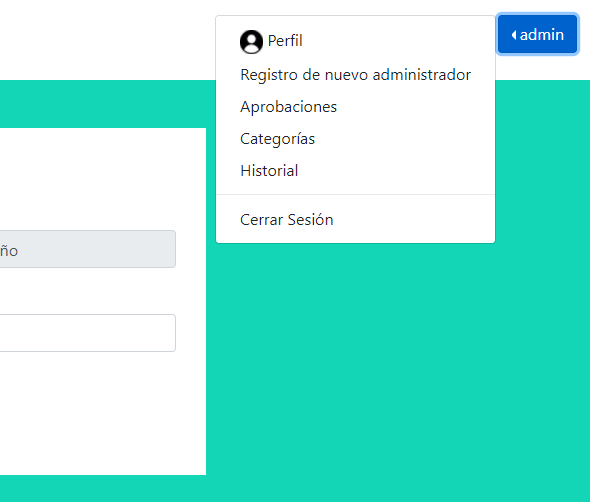 Perfil
admin
Registro de nuevo administrador
Aprobaciones
Categorías
Historial
Cerrar Sesión
ño